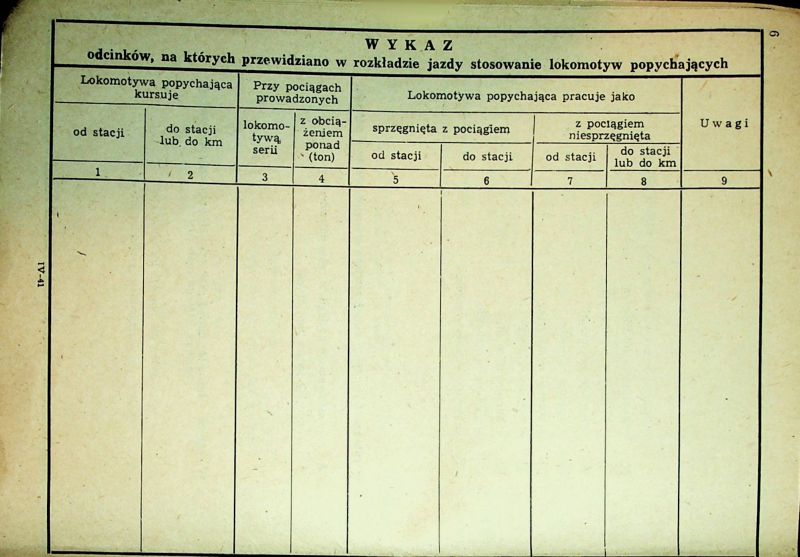 9
W Y K A Z
odcinków, na których przewidziano w rozkładzie jazdy stosowanie lokomotyw popychających
Lokomotywa popychająca
kursuje
Przy pociągach
prowadzonych
Lokomotywa popychająca pracuje jako
U w a g i
od stacji
do stacji
lub do km
lokomo-
tywą
serii
z obcią-
żeniem
ponad
(ton)
sprzęgnięta z pociągiem
z pociągiem
niesprzęgnięta
od stacji
do stacji
od stacji
do stacji
lub do km
1 2 3 4 5 6 7 8 9
IV-41